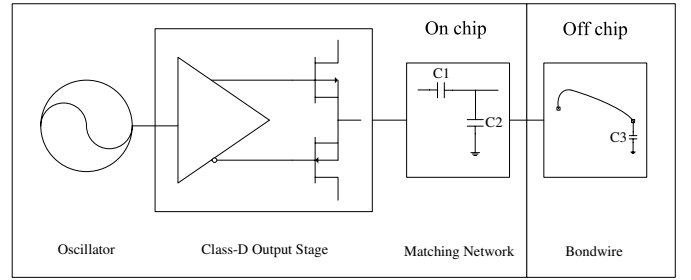 On chip
Off chip
C1
C2
C3
Oscillator
Class-D Output Stage
Matching Network
Bondwire